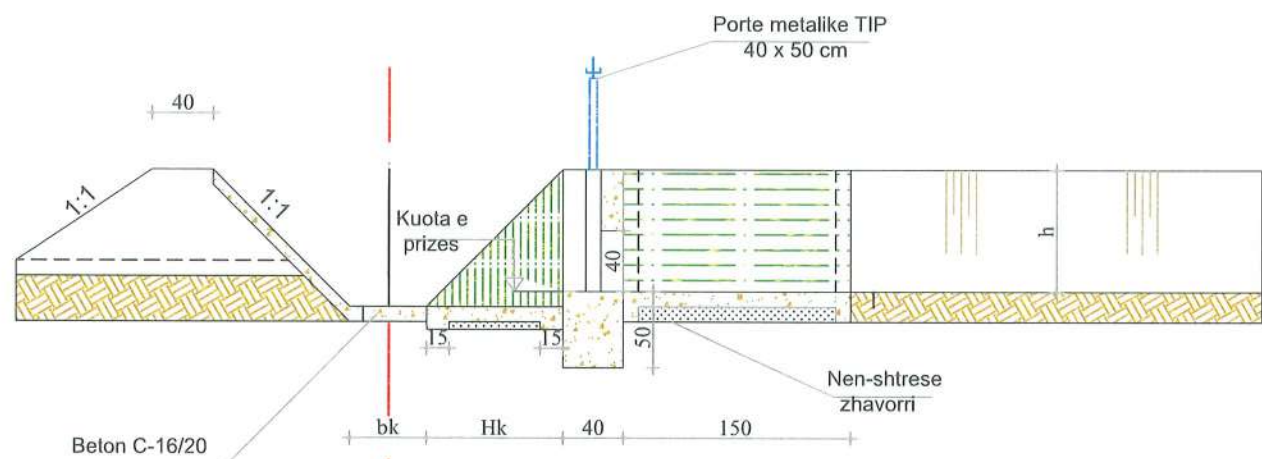 Porte metalike TIP
40 x 50 cm
40
1:1
1:1
Kuota e
prizes
40
h
15
15
50
Nen-shtrese
zhavorri
bk
Hk
40
150
Beton C-16/20